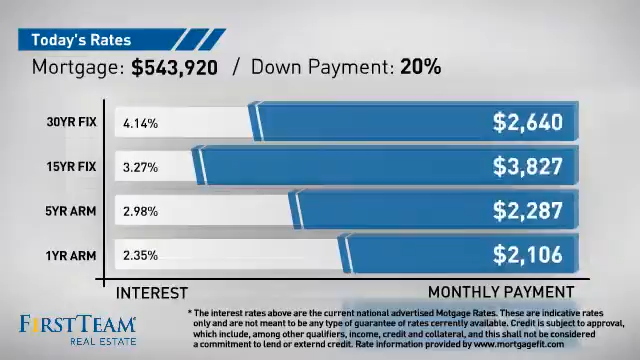 Today's Rates
Mortgage: $543,920 / Down Payment: 20%
30YR FIX 4.14% $2,640
15YR FIX 3.27% $3,827
5YR ARM 2.98% $2,287
1YR ARM 2.35% $2,106
INTEREST MONTHLY PAYMENT
FIRSTTEAM®
REAL ESTATE
* The interest rates above are the current national advertised Motgage Rates. These are indicative rates
only and are not meant to be any type of guarantee of rates cerrently available. Credit is subject to approval,
which include, among other qualifiers, income, credit and collateral, and this shall not be considered
a commitment to lend or externd credit. Rate information provided by www.mortgagefit.com